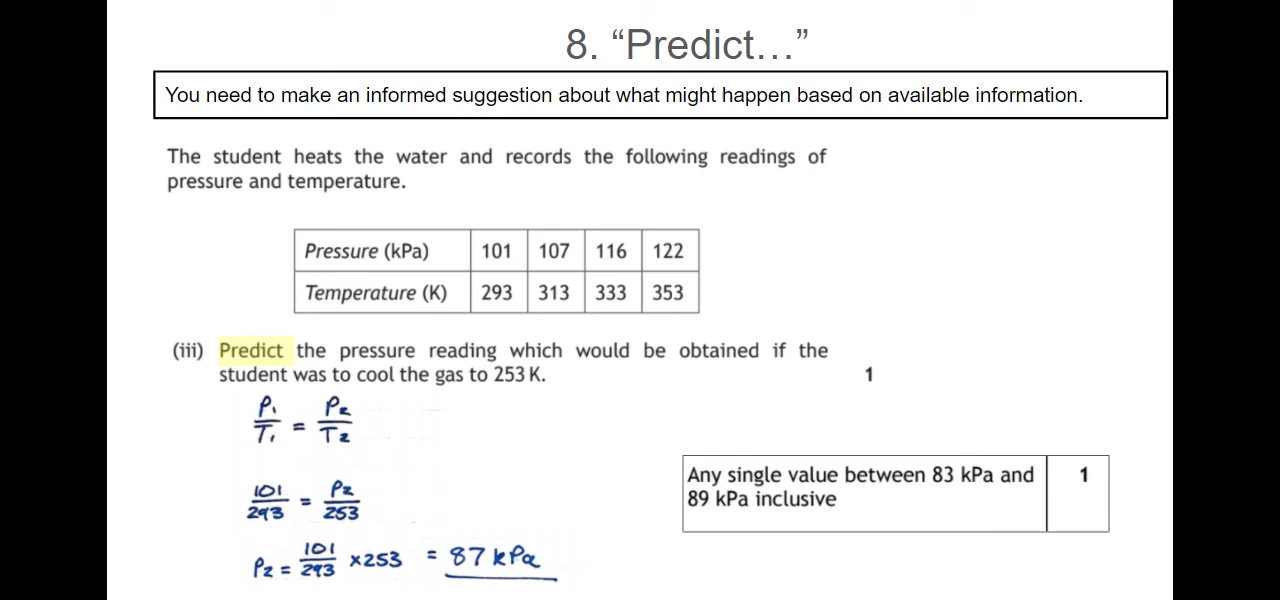 8. “Predict…”
You need to make an informed suggestion about what might happen based on available information.
The student heats the water and records the following readings of
pressure and temperature.
Pressure (kPa) 101 107 116 122
Temperature (K) 293 313 333 353
(iii) Predict the pressure reading which would be obtained if the
student was to cool the gas to 253 K. 1
P₁/T₁ = P₂/T₂
101/293 = P₂/253
P₂ = 101/293 ×253 = 87 kPa
Any single value between 83 kPa and 1
89 kPa inclusive